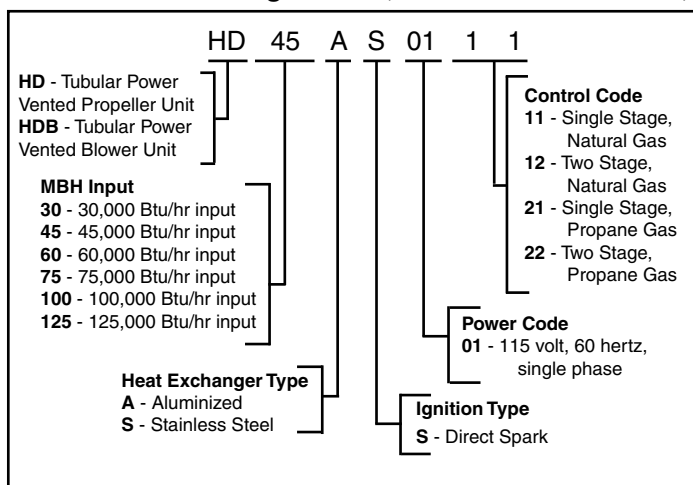 HD 45 A S 01 1 1
HD - Tubular Power
Vented Propeller Unit
HDB - Tubular Power
Vented Blower Unit
MBH Input
30 - 30,000 Btu/hr input
45 - 45,000 Btu/hr input
60 - 60,000 Btu/hr input
75 - 75,000 Btu/hr input
100 - 100,000 Btu/hr input
125 - 125,000 Btu/hr input
Heat Exchanger Type
A - Aluminized
S - Stainless Steel
Control Code
11 - Single Stage,
Natural Gas
12 - Two Stage,
Natural Gas
21 - Single Stage,
Propane Gas
22 - Two Stage,
Propane Gas
Power Code
01 - 115 volt, 60 hertz,
single phase
Ignition Type
S - Direct Spark